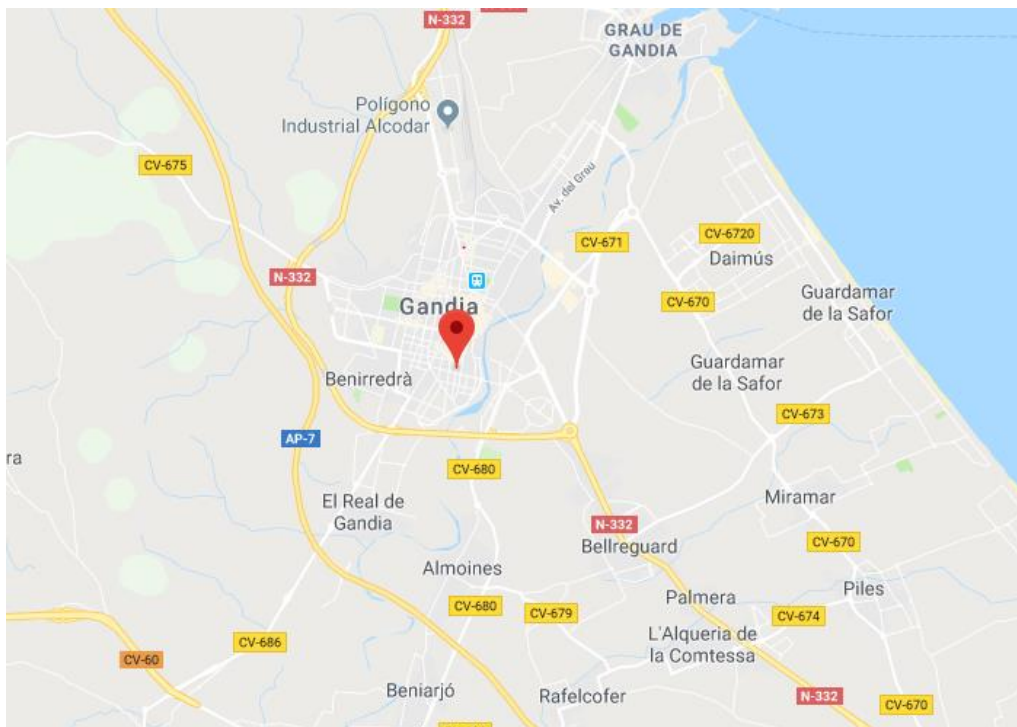 N-332
GRAU DE
GANDIA
Polígono
Industrial Alcodar
CV-675
Av. del Grau
CV-671
CV-6720
Daimús
N-332
Gandia
CV-670
Guardamar
de la Safor
Guardamar
de la Safor
Benirredrà
CV-673
AP-7
ra
CV-680
El Real de
Gandia
Miramar
N-332
Bellreguard
CV-670
Almoines
Piles
Palmera
CV-680
CV-679
CV-674
CV-686
L'Alqueria de
la Comtessa
CV-60
Beniarjó
Rafelcofer
N-332
CV-670